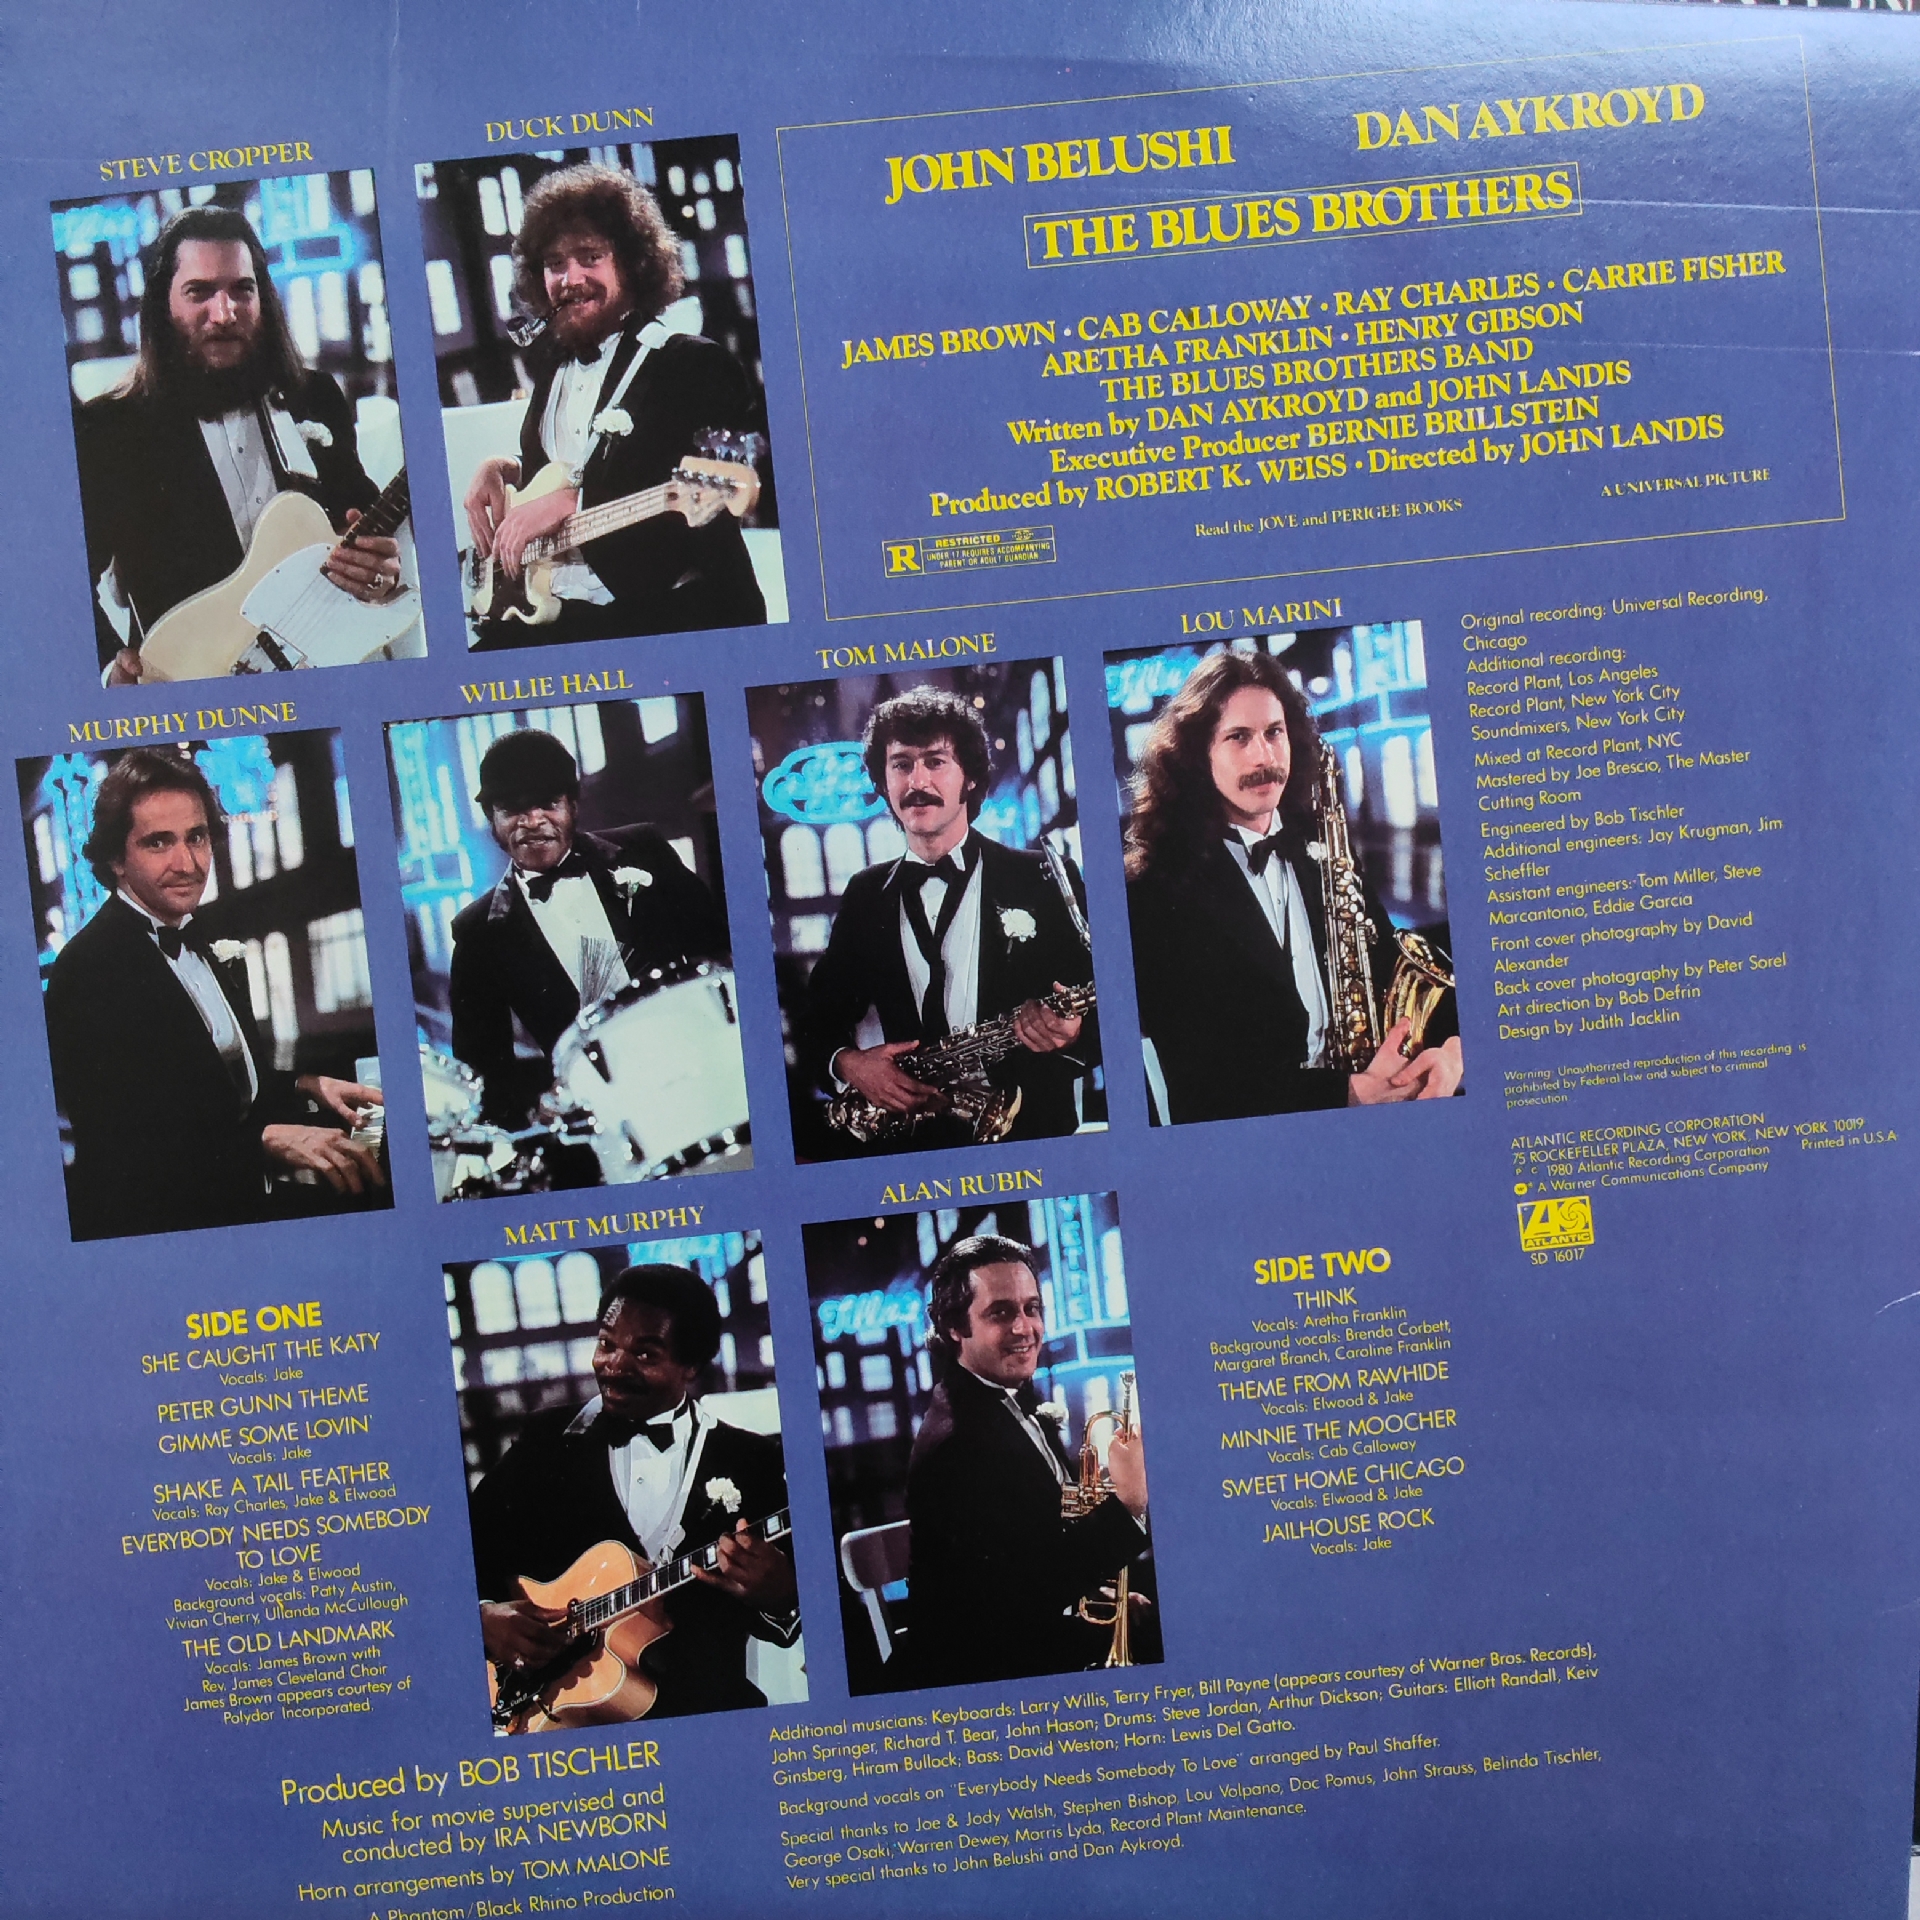 STEVE CROPPER
DUCK DUNN
JOHN BELUSHI
DAN AYKROYD
THE BLUES BROTHERS
JAMES BROWN • CAB CALLOWAY • RAY CHARLES • CARRIE FISHER
ARETHA FRANKLIN • HENRY GIBSON
THE BLUES BROTHERS BAND
Written by DAN AYKROYD and JOHN LANDIS
Executive Producer BERNIE BRILLSTEIN
Produced by ROBERT K. WEISS • Directed by JOHN LANDIS
R
RESTRICTED
UNDER 17 REQUIRES ACCOMPANYING
PARENT OR ADULT GUARDIAN
Read the JOVE and PERIGEE BOOKS
A UNIVERSAL PICTURE
MURPHY DUNNE
WILLIE HALL
TOM MALONE
LOU MARINI
Original recording: Universal Recording,
Chicago
Additional recording:
Record Plant, Los Angeles
Record Plant, New York City
Soundmixers, New York City
Mixed at Record Plant, NYC
Mastered by Joe Brescio, The Master
Cutting Room
Engineered by Bob Tischler
Additional engineers: Jay Krugman, Jim
Scheffler
Assistant engineers: Tom Miller, Steve
Marcantonio, Eddie Garcia
Front cover photography by David
Alexander
Back cover photography by Peter Sorel
Art direction by Bob Defrin
Design by Judith Jacklin
Warning: Unauthorized reproduction of this recording is
prohibited by Federal law and subject to criminal
prosecution.
ATLANTIC RECORDING CORPORATION
75 ROCKEFELLER PLAZA, NEW YORK, NEW YORK 10019
P C 1980 Atlantic Recording Corporation Printed in U.S.A.
® A Warner Communications Company
ATLANTIC
SD 16017
MATT MURPHY
ALAN RUBIN
SIDE ONE
SHE CAUGHT THE KATY
Vocals: Jake
PETER GUNN THEME
GIMME SOME LOVIN'
Vocals: Jake
SHAKE A TAIL FEATHER
Vocals: Ray Charles, Jake & Elwood
EVERYBODY NEEDS SOMEBODY
TO LOVE
Vocals: Jake & Elwood
Background vocals: Patty Austin,
Vivian Cherry, Ullanda McCullough
THE OLD LANDMARK
Vocals: James Brown with
Rev. James Cleveland Choir
James Brown appears courtesy of
Polydor Incorporated.
SIDE TWO
THINK
Vocals: Aretha Franklin
Background vocals: Brenda Corbett,
Margaret Branch, Caroline Franklin
THEME FROM RAWHIDE
Vocals: Elwood & Jake
MINNIE THE MOOCHER
Vocals: Cab Calloway
SWEET HOME CHICAGO
Vocals: Elwood & Jake
JAILHOUSE ROCK
Vocals: Jake
Produced by BOB TISCHLER
Music for movie supervised and
conducted by IRA NEWBORN
Horn arrangements by TOM MALONE
A Phantom/Black Rhino Production
Additional musicians: Keyboards: Larry Willis, Terry Fryer, Bill Payne (appears courtesy of Warner Bros. Records),
John Springer, Richard T. Bear, John Hason; Drums: Steve Jordan, Arthur Dickson; Guitars: Elliott Randall, Keiv
Ginsberg, Hiram Bullock; Bass: David Weston; Horn: Lewis Del Gatto.
Background vocals on "Everybody Needs Somebody To Love" arranged by Paul Shaffer.
Special thanks to Joe & Jody Walsh, Stephen Bishop, Lou Volpano, Doc Pomus, John Strauss, Belinda Tischler,
George Osaki, Warren Dewey, Morris Lyda, Record Plant Maintenance.
Very special thanks to John Belushi and Dan Aykroyd.